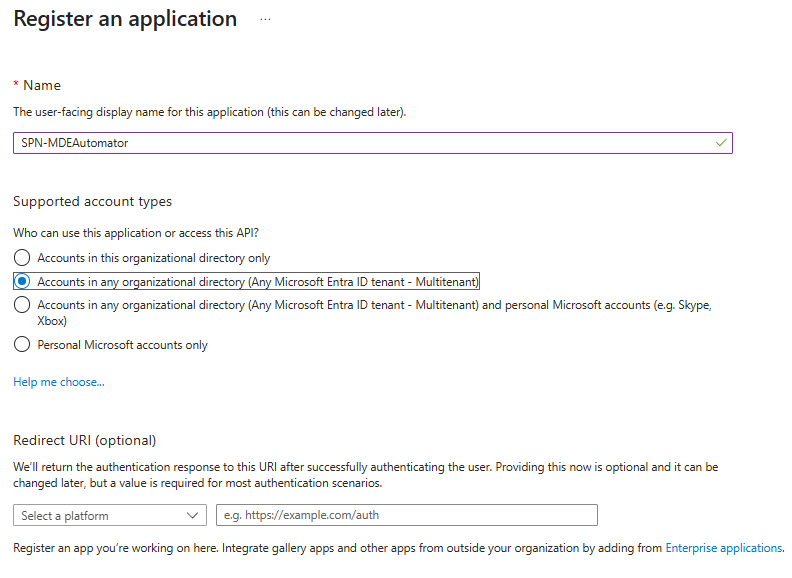 Register an application ...
* Name
The user-facing display name for this application (this can be changed later).
SPN-MDEAutomator
Supported account types
Who can use this application or access this API?
Accounts in this organizational directory only
Accounts in any organizational directory (Any Microsoft Entra ID tenant - Multitenant)
Accounts in any organizational directory (Any Microsoft Entra ID tenant - Multitenant) and personal Microsoft accounts (e.g. Skype,
Xbox)
Personal Microsoft accounts only
Help me choose...
Redirect URI (optional)
We'll return the authentication response to this URI after successfully authenticating the user. Providing this now is optional and it can be
changed later, but a value is required for most authentication scenarios.
Select a platform
e.g. https://example.com/auth
Register an app you're working on here. Integrate gallery apps and other apps from outside your organization by adding from Enterprise applications.